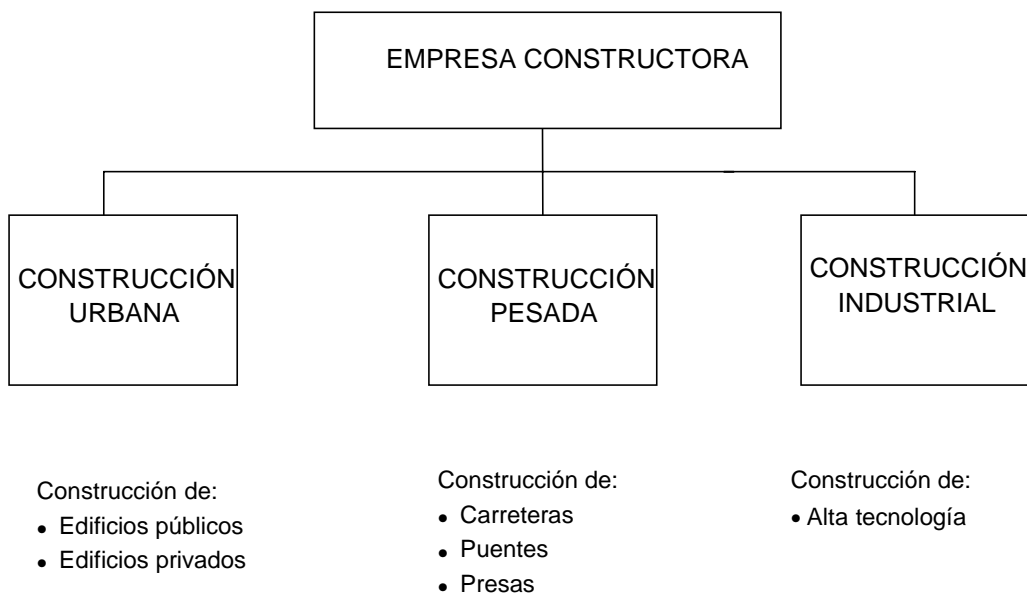 EMPRESA CONSTRUCTORA
CONSTRUCCIÓN
URBANA
CONSTRUCCIÓN
PESADA
CONSTRUCCIÓN
INDUSTRIAL
Construcción de:
• Edificios públicos
• Edificios privados
Construcción de:
• Carreteras
• Puentes
• Presas
Construcción de:
• Alta tecnología